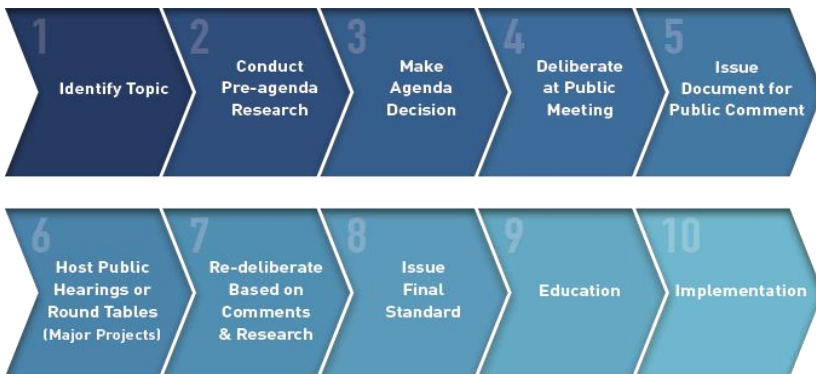 1
Identify Topic
2
Conduct
Pre-agenda
Research
3
Make
Agenda
Decision
4
Deliberate
at Public
Meeting
5
Issue
Document for
Public Comment
6
Host Public
Hearings or
Round Tables
(Major Projects)
7
Re-deliberate
Based on
Comments
& Research
8
Issue
Final
Standard
9
Education
10
Implementation